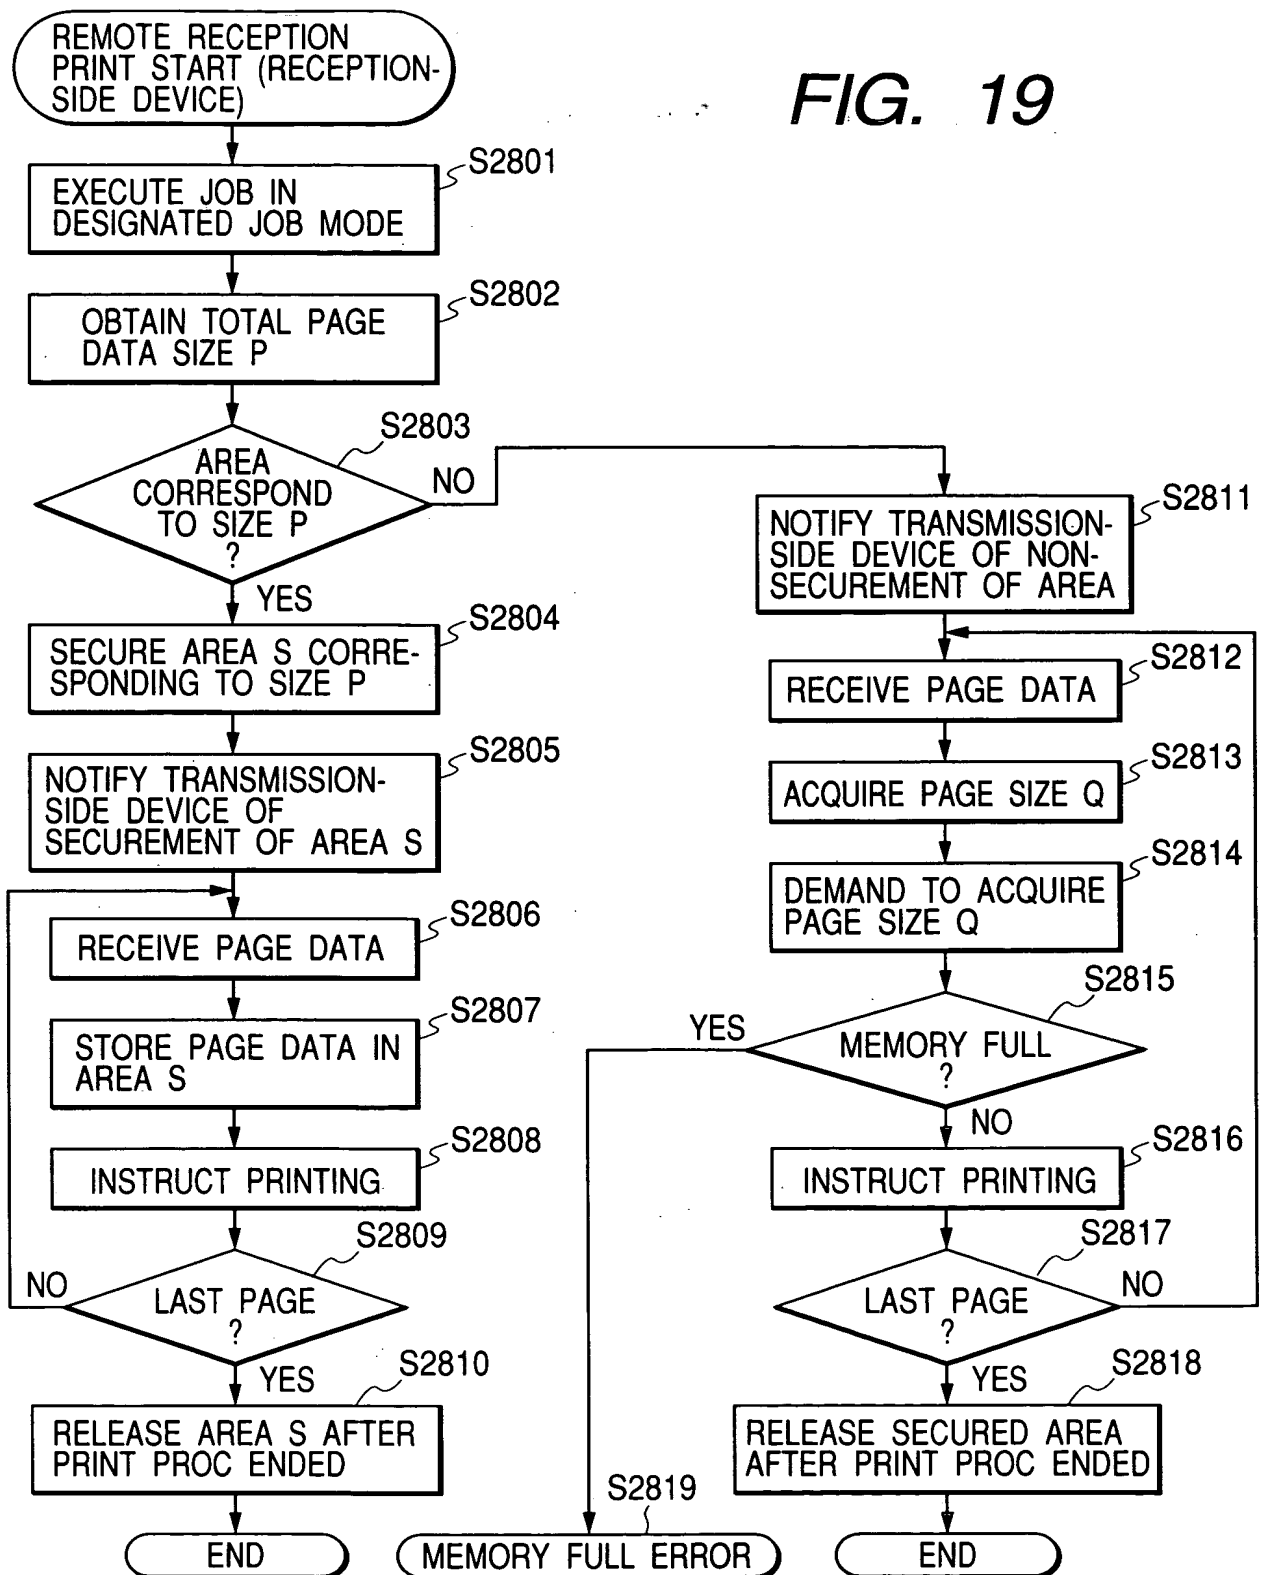 REMOTE RECEPTION
PRINT START (RECEPTION-
SIDE DEVICE)
FIG. 19
S2801
EXECUTE JOB IN
DESIGNATED JOB MODE
S2802
OBTAIN TOTAL PAGE
DATA SIZE P
S2803
AREA
CORRESPOND
TO SIZE P
?
NO
YES
S2804
SECURE AREA S CORRE-
SPONDING TO SIZE P
S2805
NOTIFY TRANSMISSION-
SIDE DEVICE OF
SECUREMENT OF AREA S
S2806
RECEIVE PAGE DATA
S2807
STORE PAGE DATA IN
AREA S
S2808
INSTRUCT PRINTING
S2809
LAST PAGE
?
NO
YES
S2810
RELEASE AREA S AFTER
PRINT PROC ENDED
END
S2811
NOTIFY TRANSMISSION-
SIDE DEVICE OF NON-
SECUREMENT OF AREA
S2812
RECEIVE PAGE DATA
S2813
ACQUIRE PAGE SIZE Q
S2814
DEMAND TO ACQUIRE
PAGE SIZE Q
S2815
MEMORY FULL
?
YES
NO
S2816
INSTRUCT PRINTING
S2817
LAST PAGE
?
NO
YES
S2818
RELEASE SECURED AREA
AFTER PRINT PROC ENDED
END
S2819
MEMORY FULL ERROR